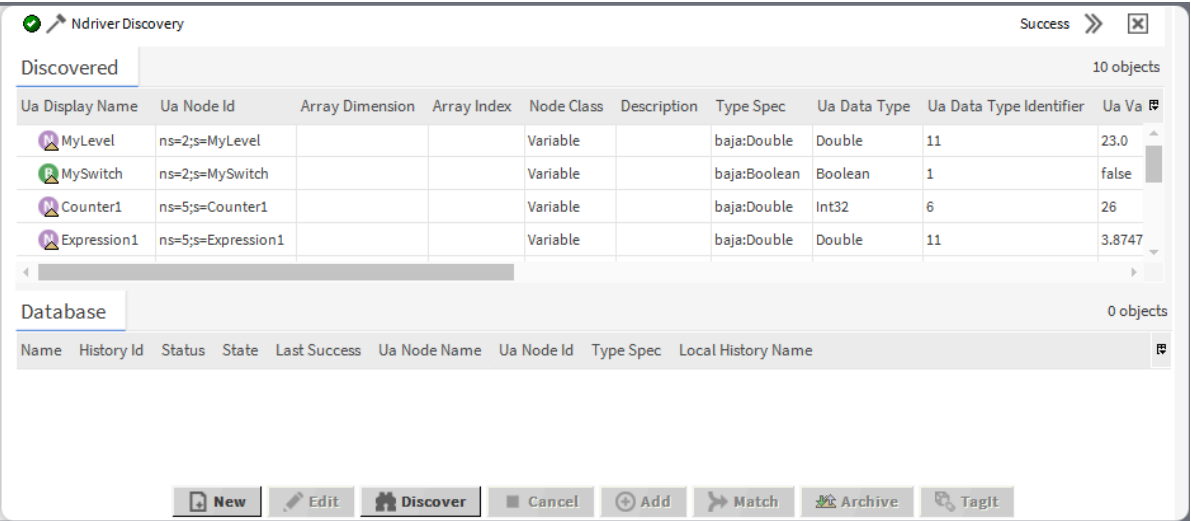 Ndriver Discovery Success
Discovered 10 objects
Ua Display Name Ua Node Id Array Dimension Array Index Node Class Description Type Spec Ua Data Type Ua Data Type Identifier Ua Va
N MyLevel ns=2;s=MyLevel Variable baja:Double Double 11 23.0
B MySwitch ns=2;s=MySwitch Variable baja:Boolean Boolean 1 false
N Counter1 ns=5;s=Counter1 Variable baja:Double Int32 6 26
N Expression1 ns=5;s=Expression1 Variable baja:Double Double 11 3.8747
Database 0 objects
Name History Id Status State Last Success Ua Node Name Ua Node Id Type Spec Local History Name
New Edit Discover Cancel Add Match Archive TagIt